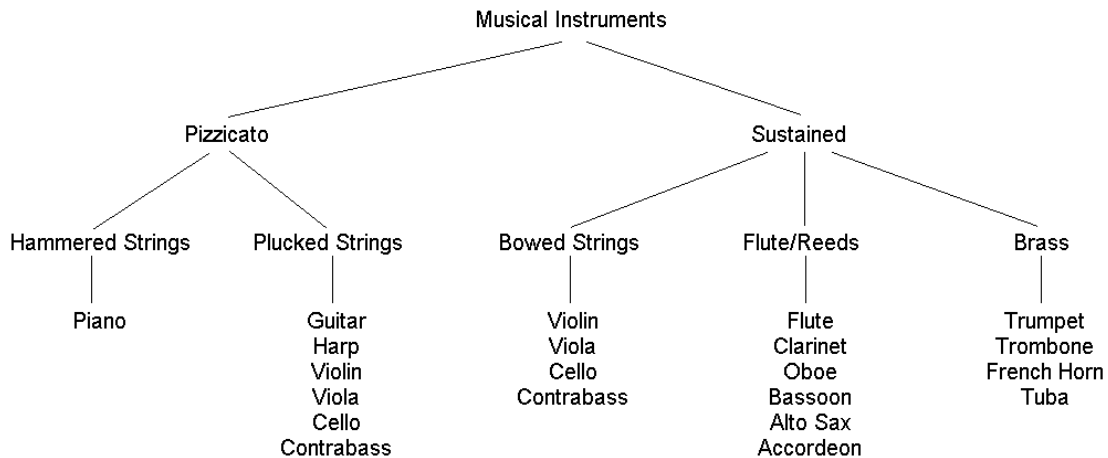 Musical Instruments
Pizzicato
Sustained
Hammered Strings
Plucked Strings
Bowed Strings
Flute/Reeds
Brass
Piano
Guitar
Harp
Violin
Viola
Cello
Contrabass
Violin
Viola
Cello
Contrabass
Flute
Clarinet
Oboe
Bassoon
Alto Sax
Accordeon
Trumpet
Trombone
French Horn
Tuba